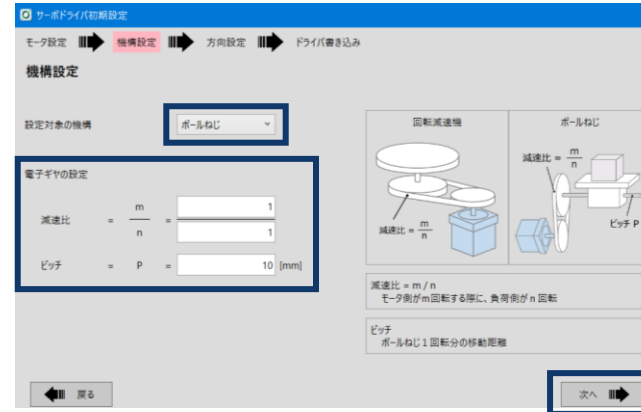 サーボドライバ初期設定
モータ設定 機構設定 方向設定 ドライバ書き込み
機構設定
設定対象の機構 ボールねじ
電子ギヤの設定
減速比 = m/n = 1/1
ピッチ = P = 10 [mm]
回転減速機 ボールねじ
減速比 = m/n
減速比 = m/n
ピッチ P
減速比 = m / n
モータ側がm回転する際に、負荷側がn回転
ピッチ
ボールねじ1回転分の移動距離
戻る 次へ